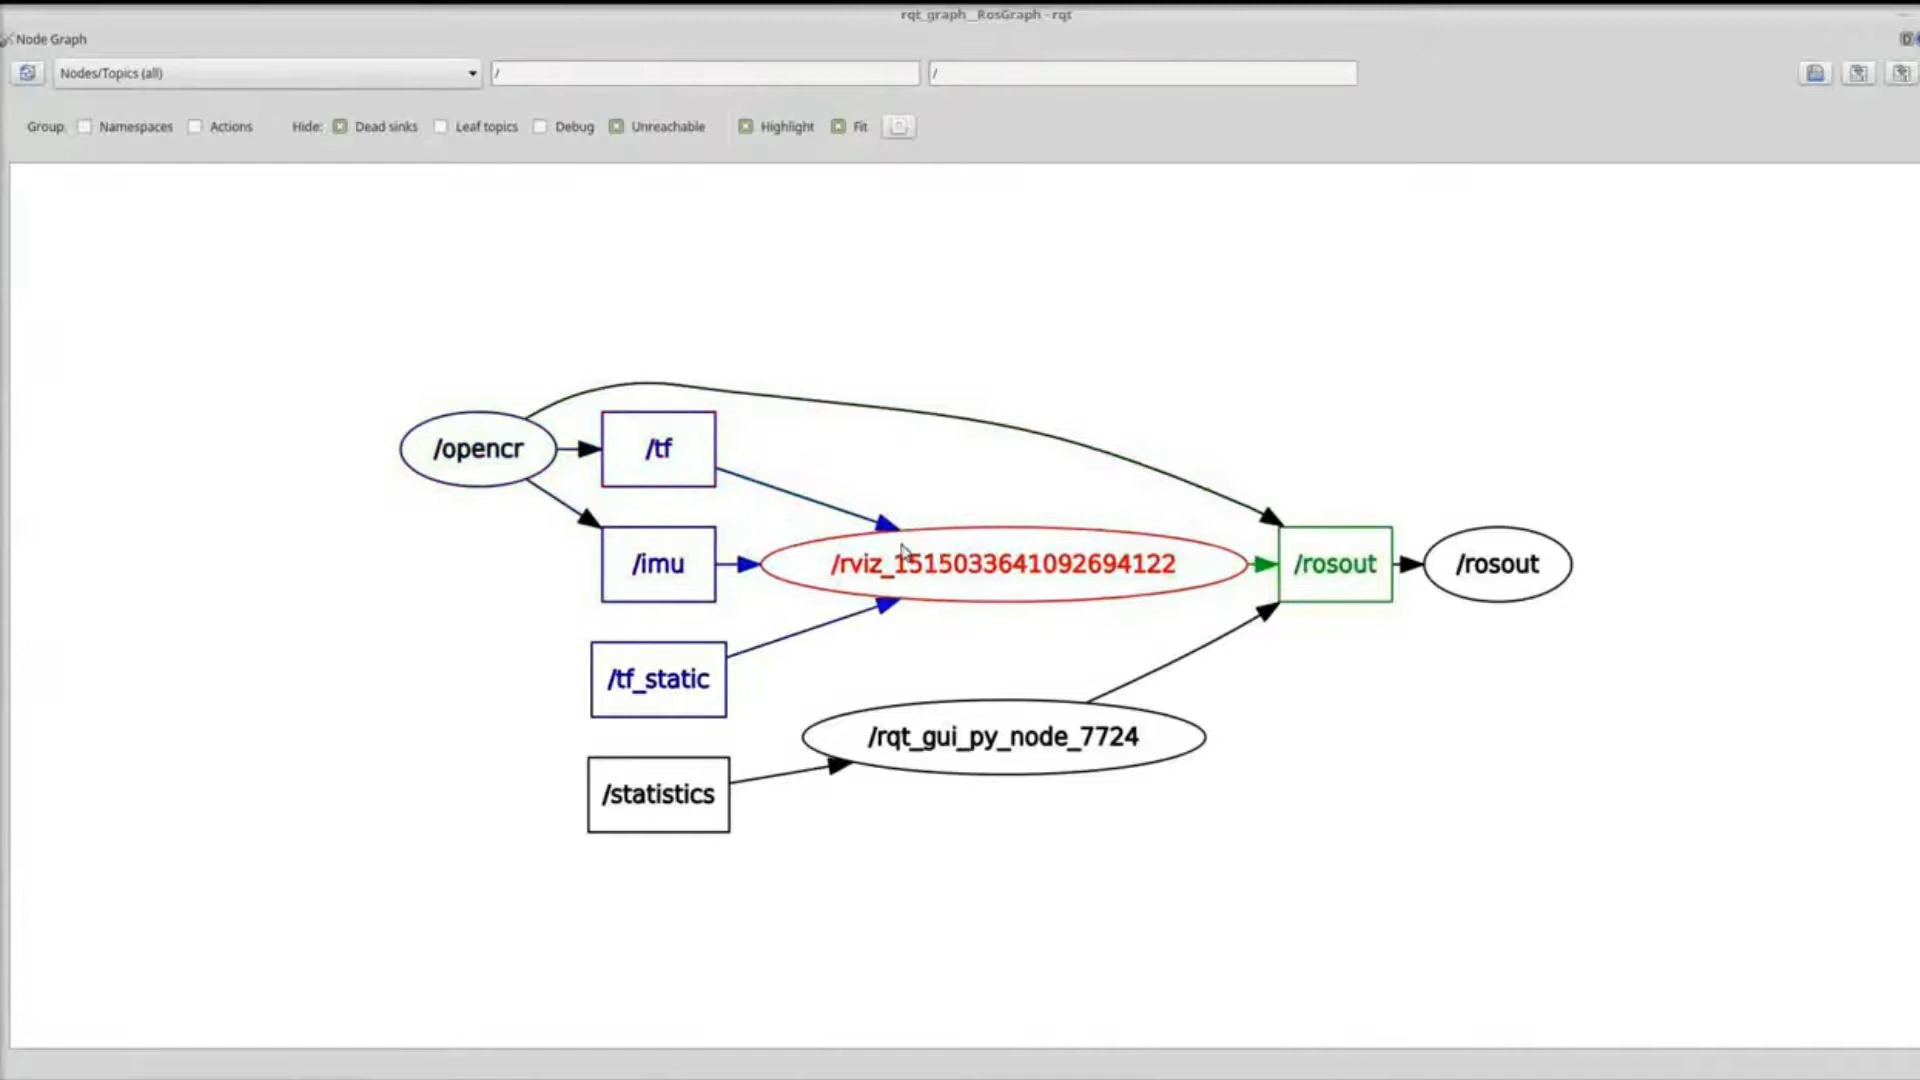 rqt_graph__RosGraph - rqt
Node Graph
D
Nodes/Topics (all)
/
/
Group: Namespaces Actions Hide: Dead sinks Leaf topics Debug Unreachable Highlight Fit
/opencr
/tf
/imu
/rviz_1515033641092694122
/rosout
/rosout
/tf_static
/rqt_gui_py_node_7724
/statistics